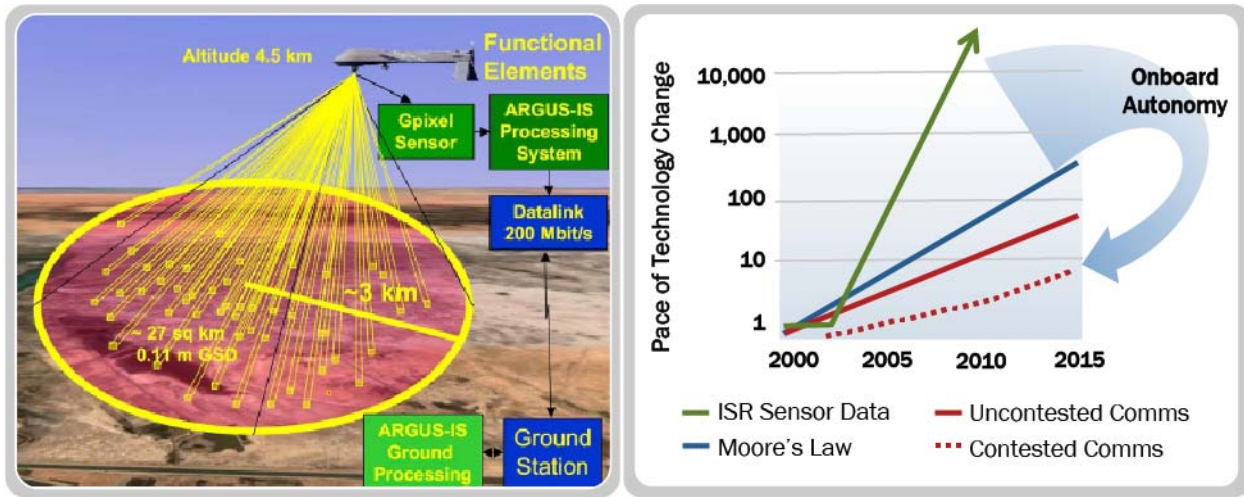 Altitude 4.5 km
Functional
Elements
Gpixel
Sensor
ARGUS-IS
Processing
System
Datalink
200 Mbit/s
~3 km
~ 27 sq km
0.11 m GSD
ARGUS-IS
Ground
Processing
Ground
Station
Pace of Technology Change
10,000
1,000
100
10
1
2000 2005 2010 2015
Onboard
Autonomy
ISR Sensor Data
Uncontested Comms
Moore's Law
Contested Comms